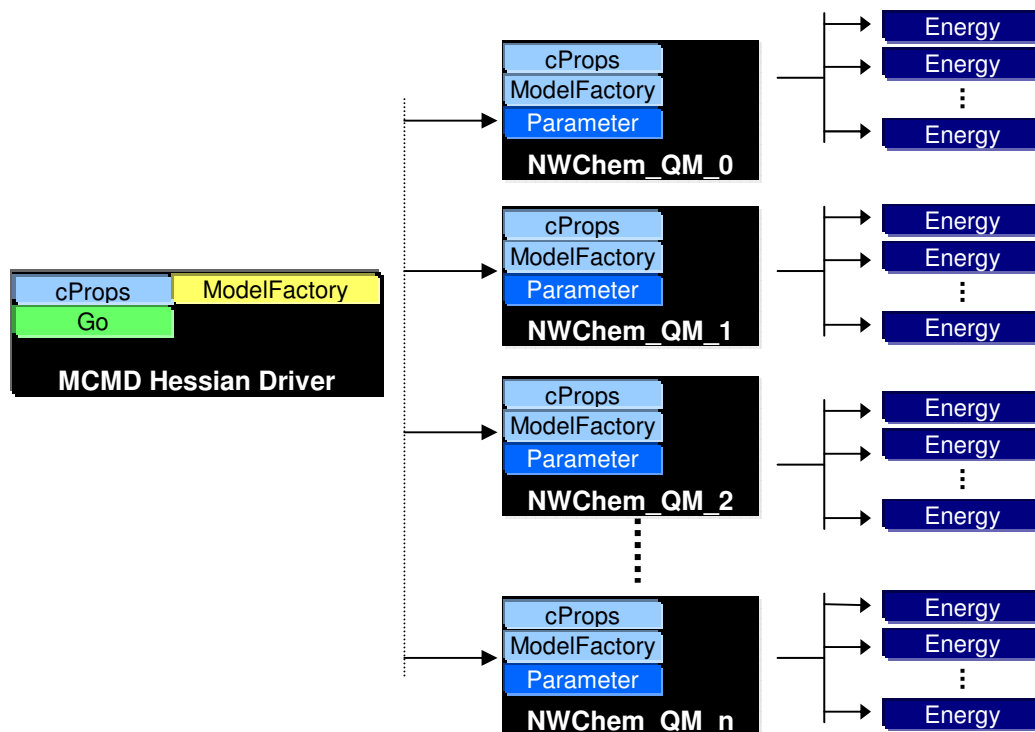 cProps
ModelFactory
Go
MCMD Hessian Driver
cProps
ModelFactory
Parameter
NWChem_QM_0
Energy
Energy
Energy
cProps
ModelFactory
Parameter
NWChem_QM_1
Energy
Energy
Energy
cProps
ModelFactory
Parameter
NWChem_QM_2
Energy
Energy
Energy
cProps
ModelFactory
Parameter
NWChem_QM_n
Energy
Energy
Energy